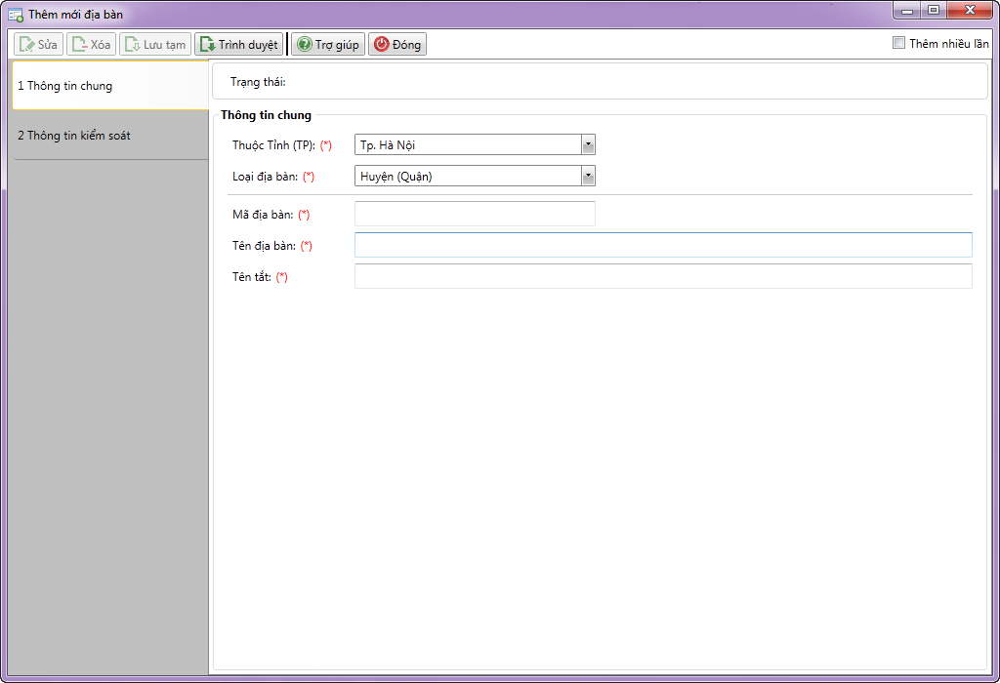 Thêm mới địa bàn
Sửa Xóa Lưu tạm Trình duyệt Trợ giúp Đóng Thêm nhiều lần
1 Thông tin chung
2 Thông tin kiểm soát
Trạng thái:
Thông tin chung
Thuộc Tỉnh (TP): (*) Tp. Hà Nội
Loại địa bàn: (*) Huyện (Quận)
Mã địa bàn: (*)
Tên địa bàn: (*)
Tên tắt: (*)